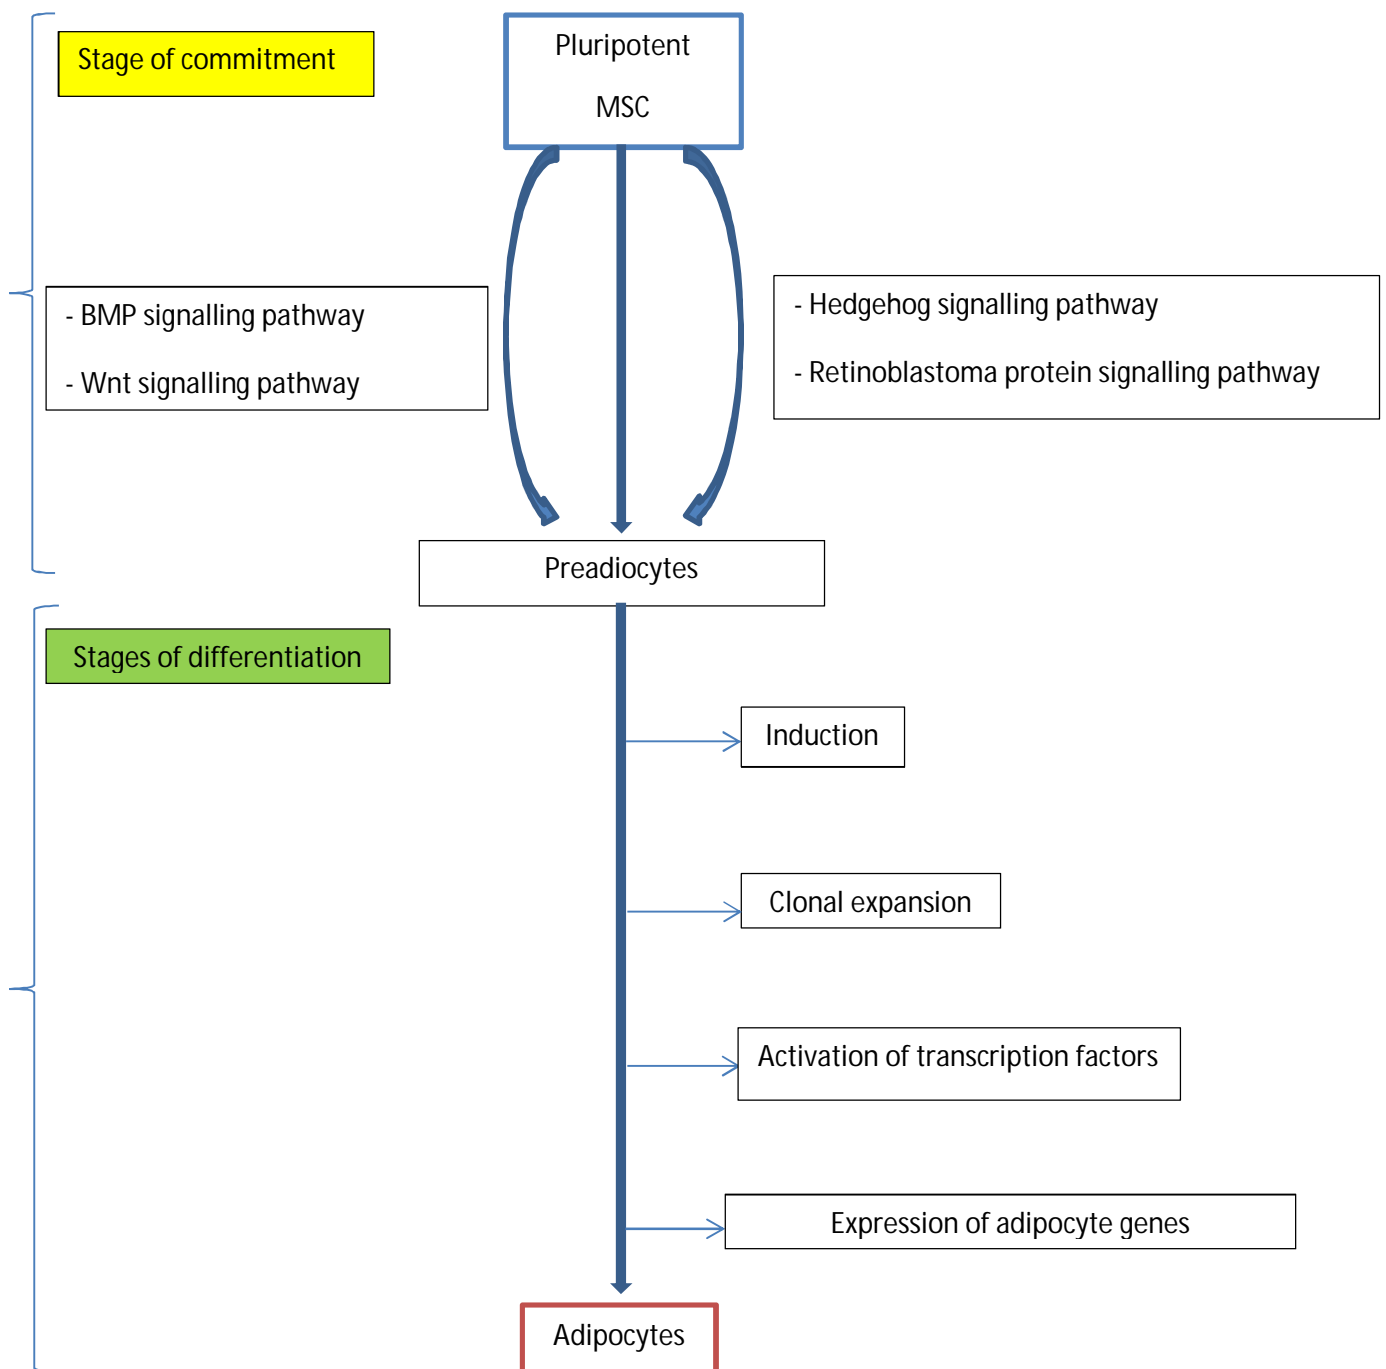 Stage of commitment
Pluripotent
MSC
- BMP signalling pathway
- Wnt signalling pathway
- Hedgehog signalling pathway
- Retinoblastoma protein signalling pathway
Preadiocytes
Stages of differentiation
Induction
Clonal expansion
Activation of transcription factors
Expression of adipocyte genes
Adipocytes